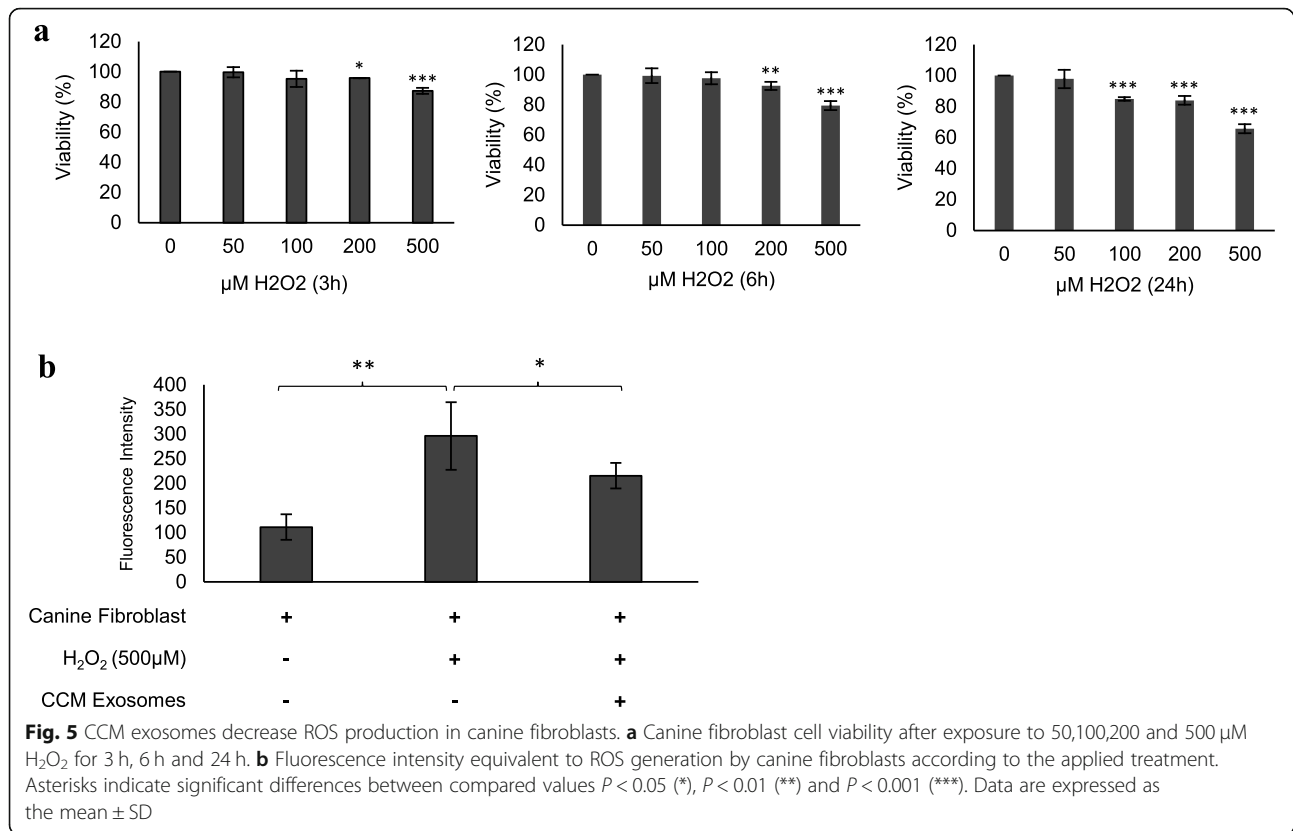 a
120
100
80
60
40
20
0
Viability (%)
* ***
0 50 100 200 500
µM H2O2 (3h)
120
100
80
60
40
20
0
Viability (%)
** ***
0 50 100 200 500
µM H2O2 (6h)
120
100
80
60
40
20
0
Viability (%)
*** *** ***
0 50 100 200 500
µM H2O2 (24h)
b
** *
400
350
300
250
200
150
100
50
0
Fluorescence Intensity
Canine Fibroblast + + +
H₂O₂ (500µM) - + +
CCM Exosomes - - +
Fig. 5 CCM exosomes decrease ROS production in canine fibroblasts. a Canine fibroblast cell viability after exposure to 50,100,200 and 500 µM
H₂O₂ for 3 h, 6 h and 24 h. b Fluorescence intensity equivalent to ROS generation by canine fibroblasts according to the applied treatment.
Asterisks indicate significant differences between compared values P < 0.05 (*), P < 0.01 (**) and P < 0.001 (***). Data are expressed as
the mean ± SD